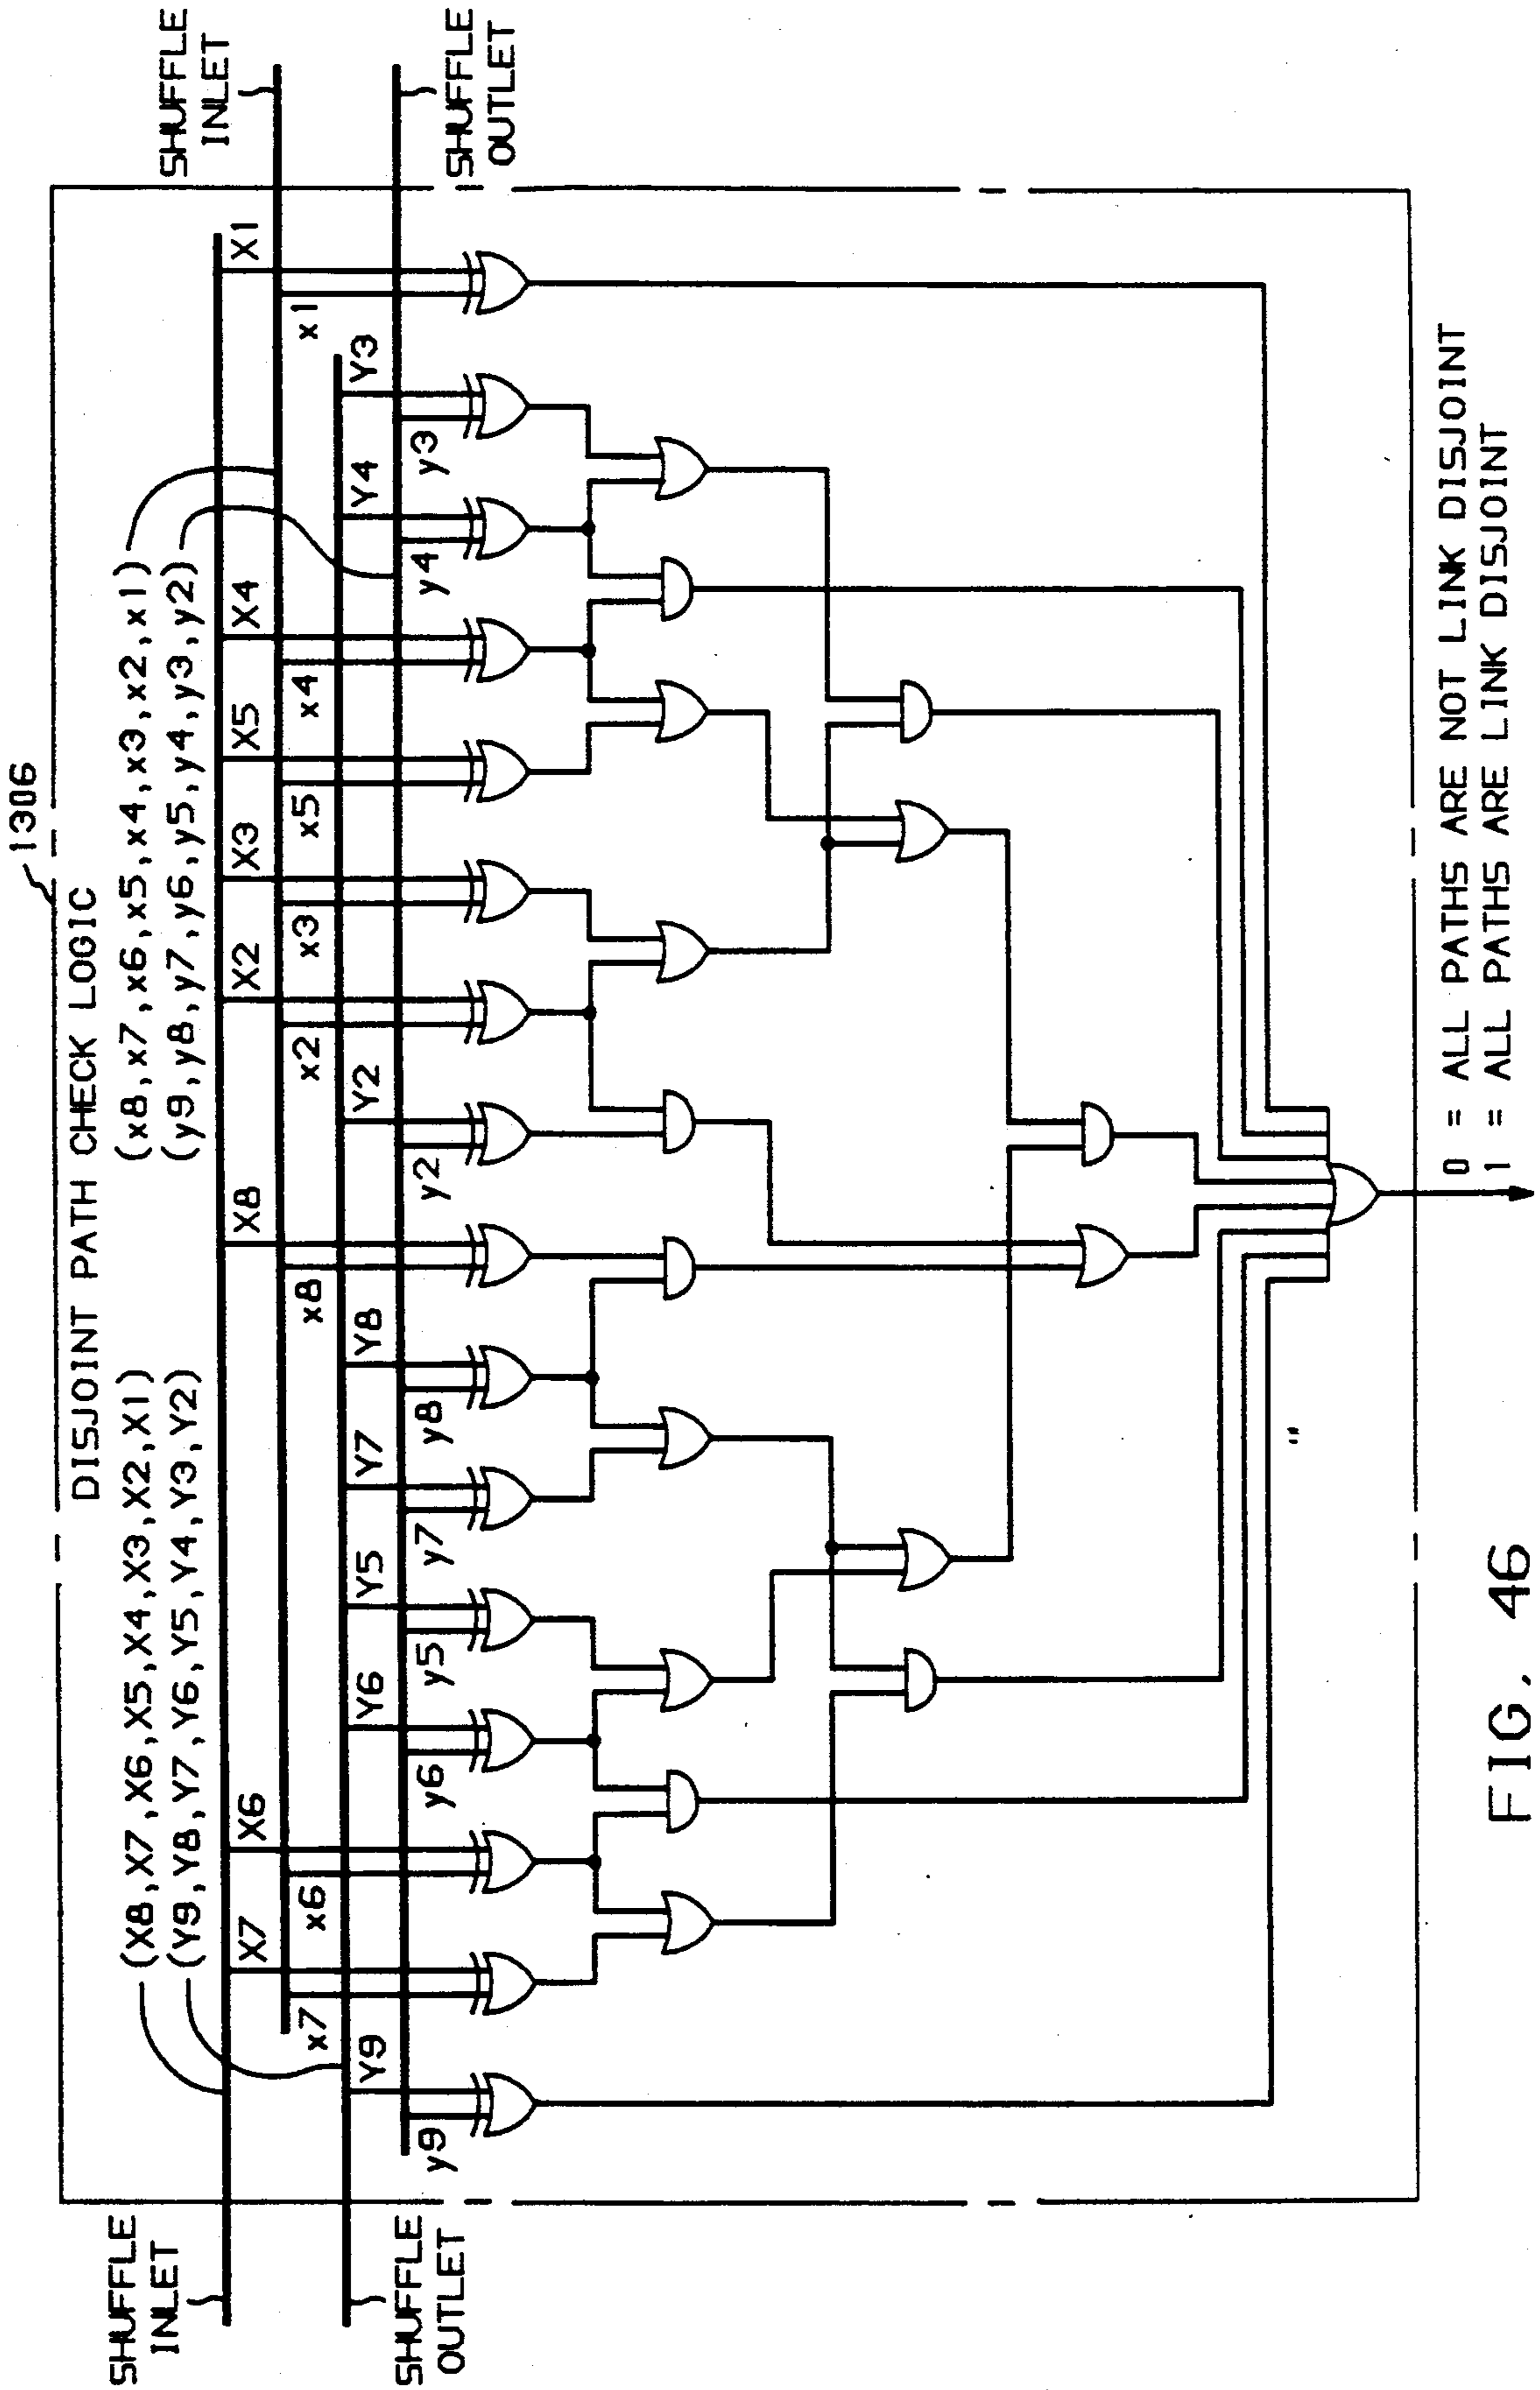 1306
DISJOINT PATH CHECK LOGIC
SHUFFLE
INLET
(X8,X7,X6,X5,X4,X3,X2,X1)
(Y9,Y8,Y7,Y6,Y5,Y4,Y3,Y2)
(x8,x7,x6,x5,x4,x3,x2,x1)
(y9,y8,y7,y6,y5,y4,y3,y2)
SHUFFLE
INLET
X7
X6
X8
X2
X3
X5
X4
X1
x7
x6
x8
x2
x3
x5
x4
x1
Y9
Y6
Y5
Y7
Y8
Y2
Y4
Y3
SHUFFLE
OUTLET
y9
y6
y5
y7
y8
y2
y4
y3
SHUFFLE
OUTLET
0 = ALL PATHS ARE NOT LINK DISJOINT
1 = ALL PATHS ARE LINK DISJOINT
FIG. 46